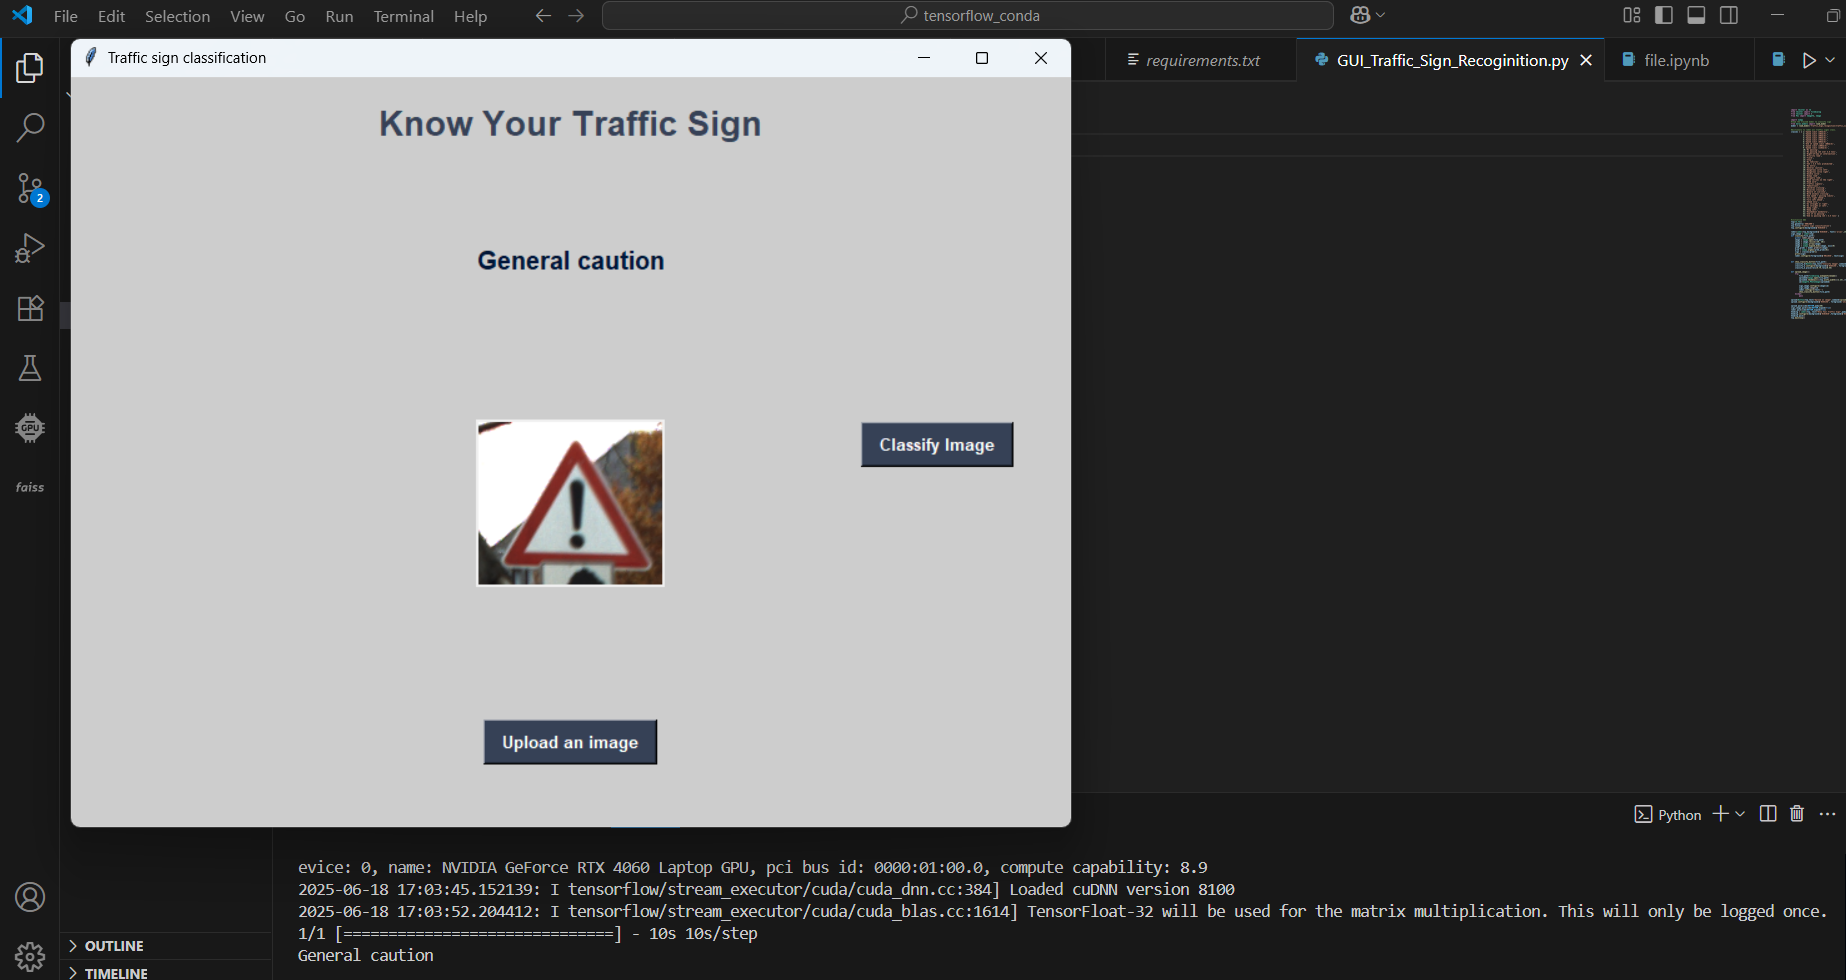 File Edit Selection View Go Run Terminal Help
tensorflow_conda
Traffic sign classification
requirements.txt
GUI_Traffic_Sign_Recoginition.py
file.ipynb
Know Your Traffic Sign
2
General caution
GPU
Classify Image
faiss
Upload an image
Python
evice: 0, name: NVIDIA GeForce RTX 4060 Laptop GPU, pci bus id: 0000:01:00.0, compute capability: 8.9
2025-06-18 17:03:45.152139: I tensorflow/stream_executor/cuda/cuda_dnn.cc:384] Loaded cuDNN version 8100
2025-06-18 17:03:52.204412: I tensorflow/stream_executor/cuda/cuda_blas.cc:1614] TensorFloat-32 will be used for the matrix multiplication. This will only be logged once.
1/1 [==============================] - 10s 10s/step
General caution
OUTLINE
TIMELINE